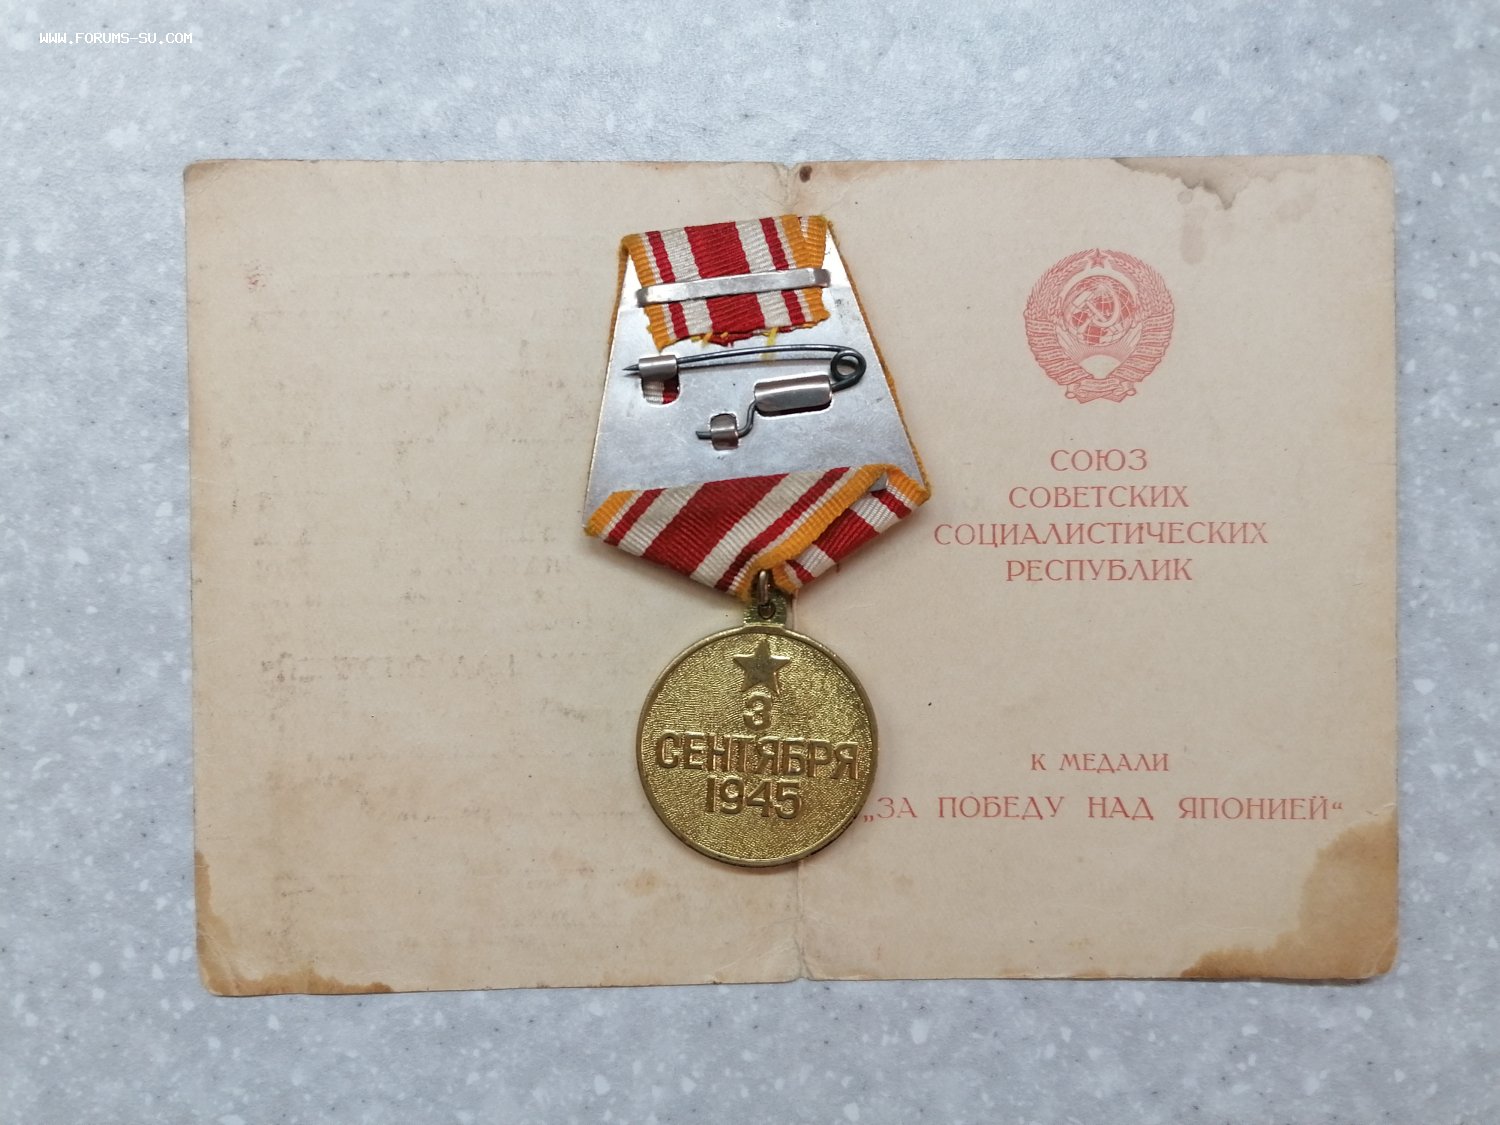 WWW.FORUMS-SU.COM
СОЮЗ
СОВЕТСКИХ
СОЦИАЛИСТИЧЕСКИХ
РЕСПУБЛИК
3
СЕНТЯБРЯ
1945
К МЕДАЛИ
„ЗА ПОБЕДУ НАД ЯПОНИЕЙ“